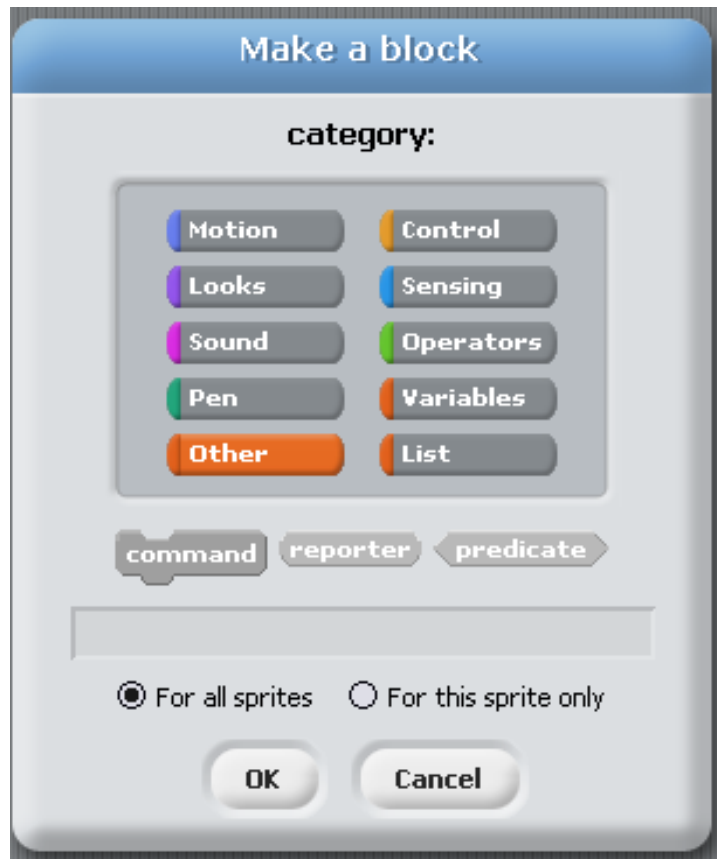 Make a block
category:
Motion Control
Looks Sensing
Sound Operators
Pen Variables
Other List
command reporter predicate
For all sprites For this sprite only
OK Cancel